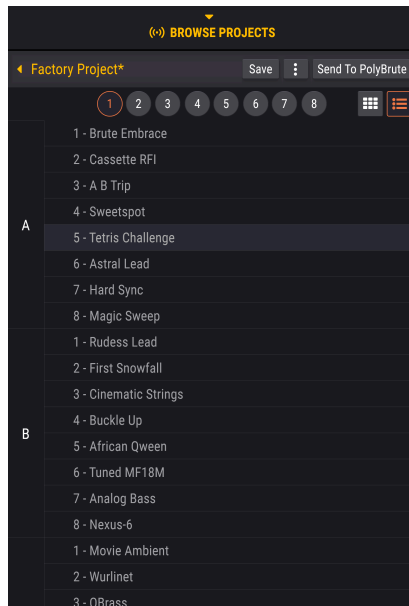 BROWSE PROJECTS
Factory Project*
Save
Send To PolyBrute
1 2 3 4 5 6 7 8
A
1 - Brute Embrace
2 - Cassette RFI
3 - A B Trip
4 - Sweetspot
5 - Tetris Challenge
6 - Astral Lead
7 - Hard Sync
8 - Magic Sweep
B
1 - Rudess Lead
2 - First Snowfall
3 - Cinematic Strings
4 - Buckle Up
5 - African Qween
6 - Tuned MF18M
7 - Analog Bass
8 - Nexus-6
1 - Movie Ambient
2 - Wurlinet
3 - OBrass